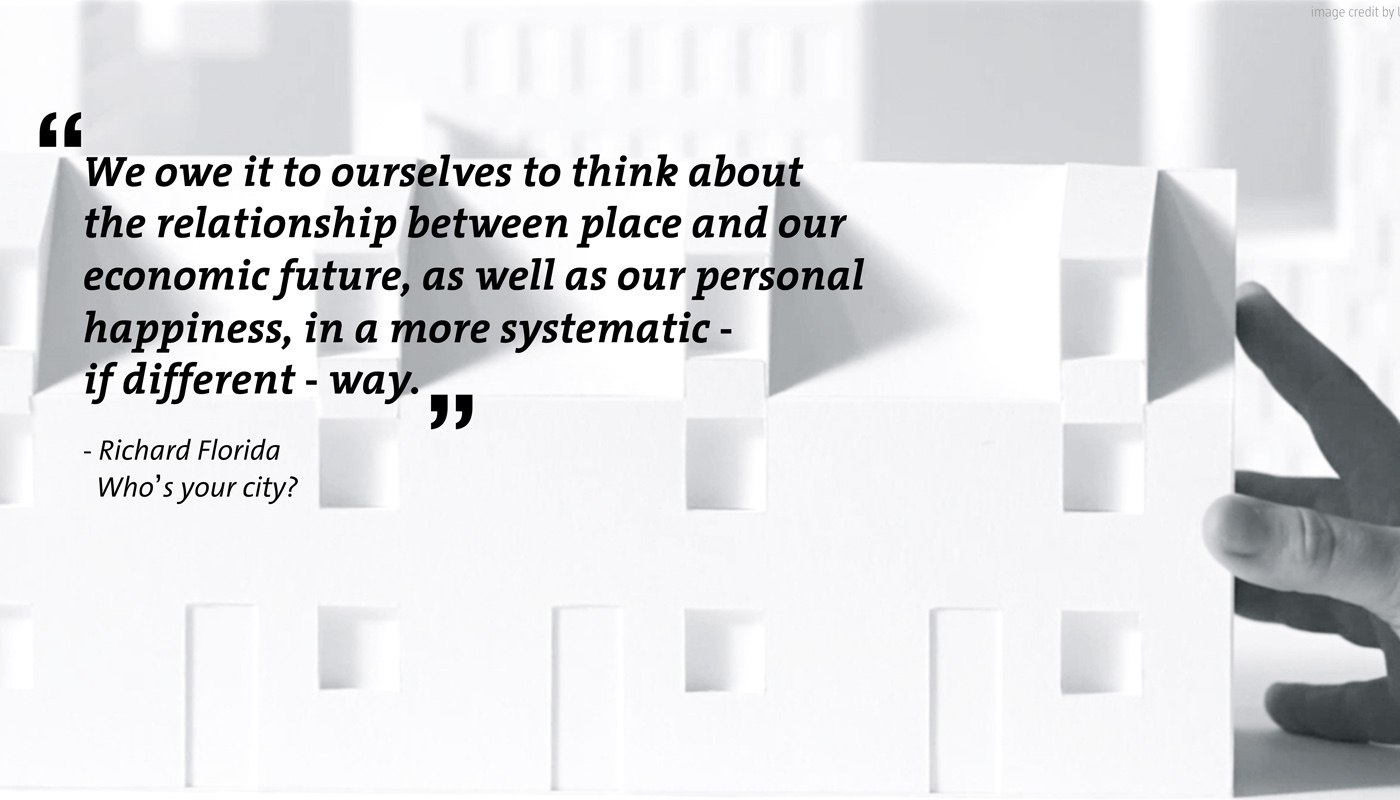 image credit by
“We owe it to ourselves to think about
the relationship between place and our
economic future, as well as our personal
happiness, in a more systematic -
if different - way.”
- Richard Florida
Who’s your city?